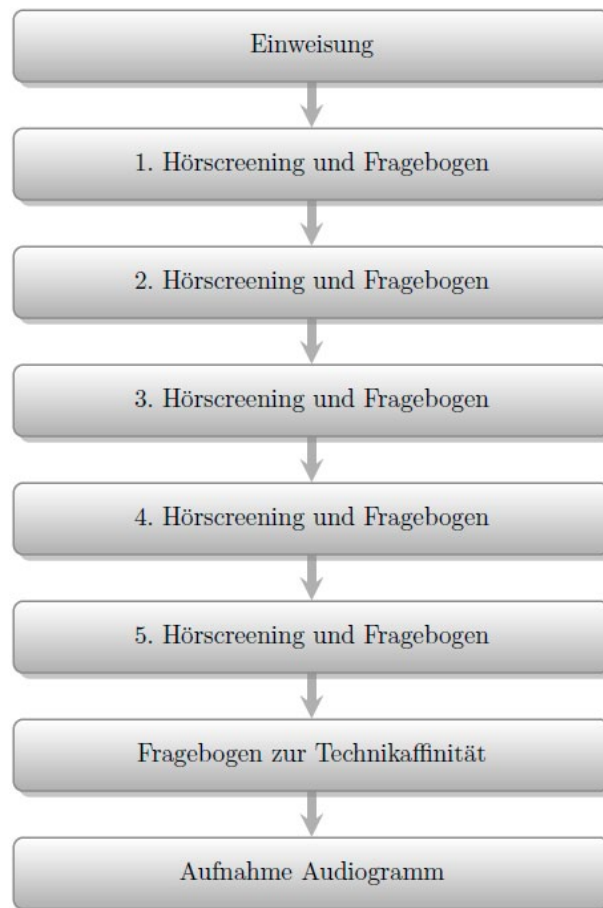 Einweisung
1. Hörscreening und Fragebogen
2. Hörscreening und Fragebogen
3. Hörscreening und Fragebogen
4. Hörscreening und Fragebogen
5. Hörscreening und Fragebogen
Fragebogen zur Technikaffinität
Aufnahme Audiogramm